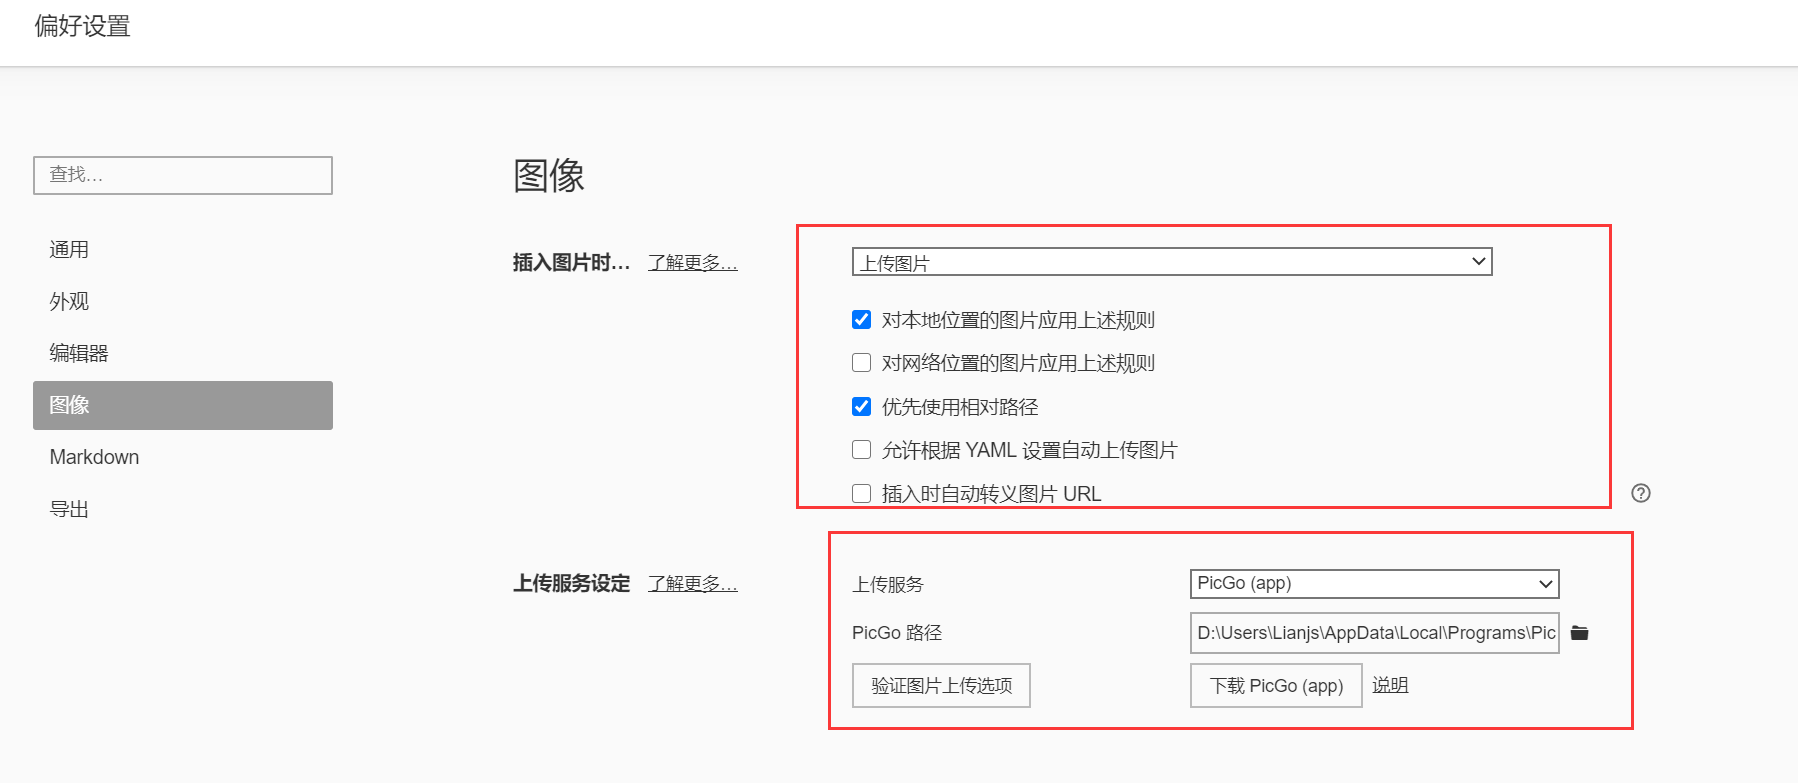 偏好设置
查找...
通用
外观
编辑器
图像
Markdown
导出
图像
插入图片时... 了解更多...
上传图片
对本地位置的图片应用上述规则
对网络位置的图片应用上述规则
优先使用相对路径
允许根据 YAML 设置自动上传图片
插入时自动转义图片 URL
上传服务设定 了解更多...
上传服务 PicGo (app)
PicGo 路径 D:\Users\Lianjs\AppData\Local\Programs\Pic
验证图片上传选项 下载 PicGo (app) 说明